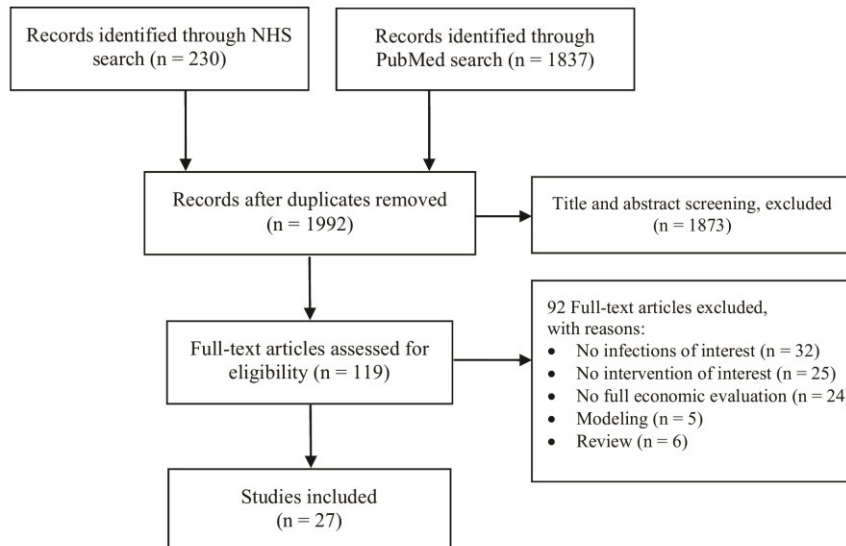 Records identified through NHS
search (n = 230)
Records identified through
PubMed search (n = 1837)
Records after duplicates removed
(n = 1992)
Title and abstract screening, excluded
(n = 1873)
Full-text articles assessed for
eligibility (n = 119)
92 Full-text articles excluded,
with reasons:
• No infections of interest (n = 32)
• No intervention of interest (n = 25)
• No full economic evaluation (n = 24)
• Modeling (n = 5)
• Review (n = 6)
Studies included
(n = 27)